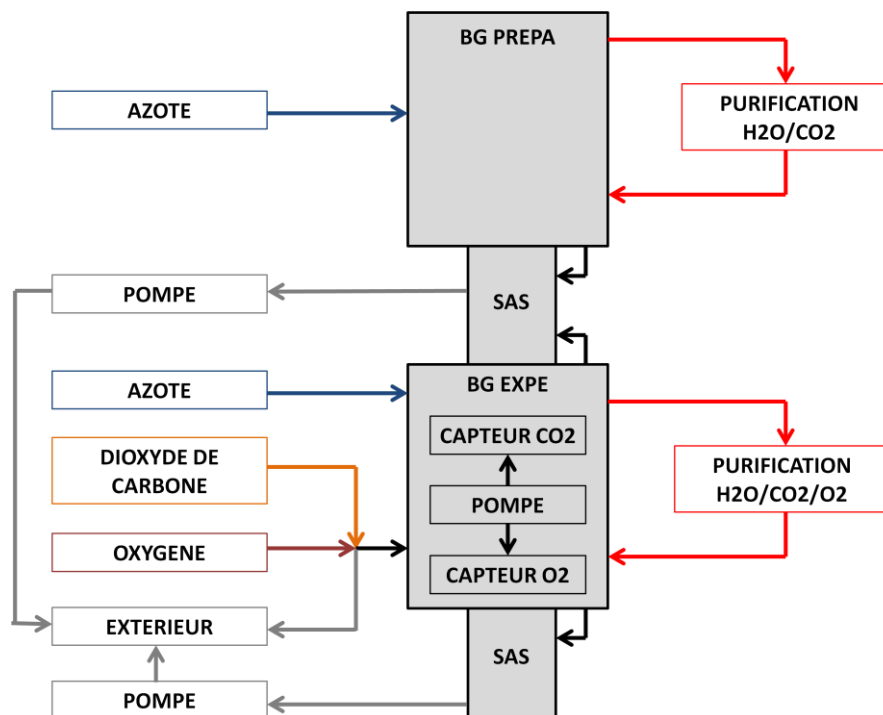 BG PREPA
AZOTE
PURIFICATION
H2O/CO2
POMPE
SAS
AZOTE
BG EXPE
CAPTEUR CO2
DIOXYDE DE
CARBONE
PURIFICATION
H2O/CO2/O2
POMPE
OXYGENE
CAPTEUR O2
EXTERIEUR
SAS
POMPE